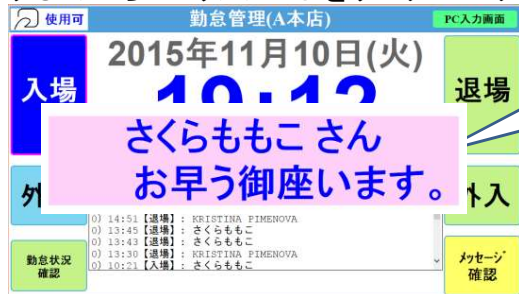 使用可
勤怠管理(A本店)
PC入力画面
2015年11月10日(火)
入場
19:12
退場
さくらももこ さん
お早う御座います。
外
外入
0) 14:51【退場】: KRISTINA PIMENOVA
0) 13:45【退場】: さくらももこ
0) 13:43【退場】: さくらももこ
0) 13:30【退場】: KRISTINA PIMENOVA
0) 10:21【入場】: さくらももこ
勤怠状況
確認
メッセージ
確認